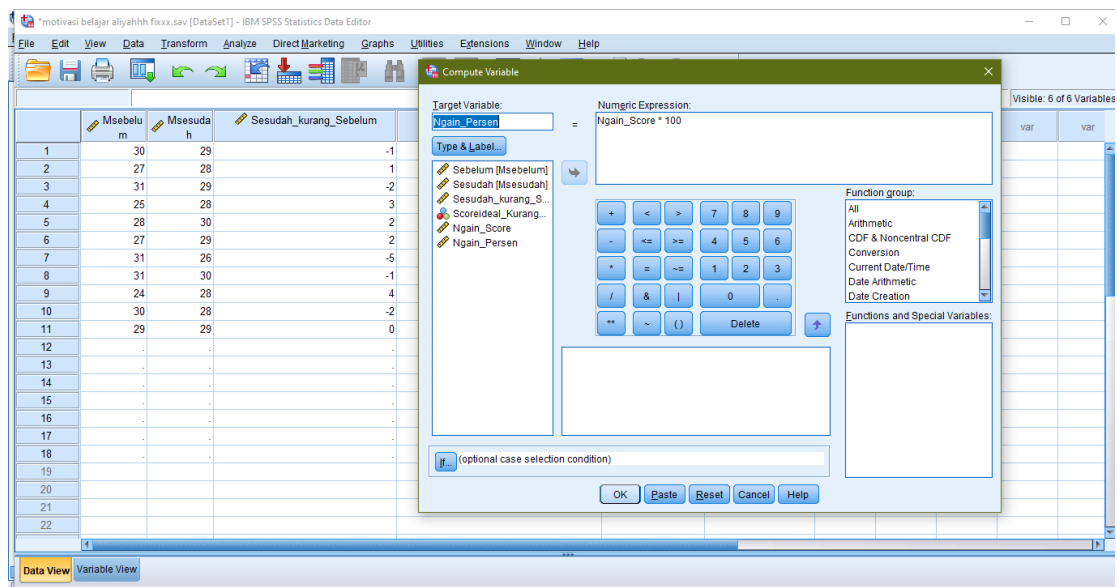 *motivasi belajar aliyahhh fixxx.sav [DataSet1] - IBM SPSS Statistics Data Editor
File Edit View Data Transform Analyze Direct Marketing Graphs Utilities Extensions Window Help
Visible: 6 of 6 Variables
Msebelum Msesudah Sesudah_kurang_Sebelum var var
1 30 29 -1
2 27 28 1
3 31 29 -2
4 25 28 3
5 28 30 2
6 27 29 2
7 31 26 -5
8 31 30 -1
9 24 28 4
10 30 28 -2
11 29 29 0
12 . . .
13 . . .
14 . . .
15 . . .
16 . . .
17 . . .
18 . . .
19
20
21
22
Data View Variable View
Compute Variable
Target Variable:
Ngain_Persen
=
Numeric Expression:
Ngain_Score * 100
Type & Label...
Sebelum [Msebelum]
Sesudah [Msesudah]
Sesudah_kurang_S...
Scoreideal_Kurang...
Ngain_Score
Ngain_Persen
+ < > 7 8 9
- <= >= 4 5 6
* = ~= 1 2 3
/ & | 0 .
** ~ ( ) Delete
Function group:
All
Arithmetic
CDF & Noncentral CDF
Conversion
Current Date/Time
Date Arithmetic
Date Creation
Functions and Special Variables:
If... (optional case selection condition)
OK Paste Reset Cancel Help